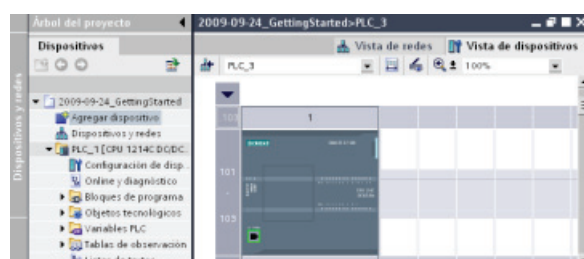 Árbol del proyecto
2009-09-24_GettingStarted>PLC_3
Dispositivos
Vista de redes
Vista de dispositivos
PLC_3
100%
Dispositivos y redes
2009-09-24_GettingStarted
Agregar dispositivo
Dispositivos y redes
PLC_1 [CPU 1214C DC/DC
Configuración de disp...
Online y diagnóstico
Bloques de programa
Objetos tecnológicos
Variables PLC
Tablas de observación
103
1
SIEMENS
101
103